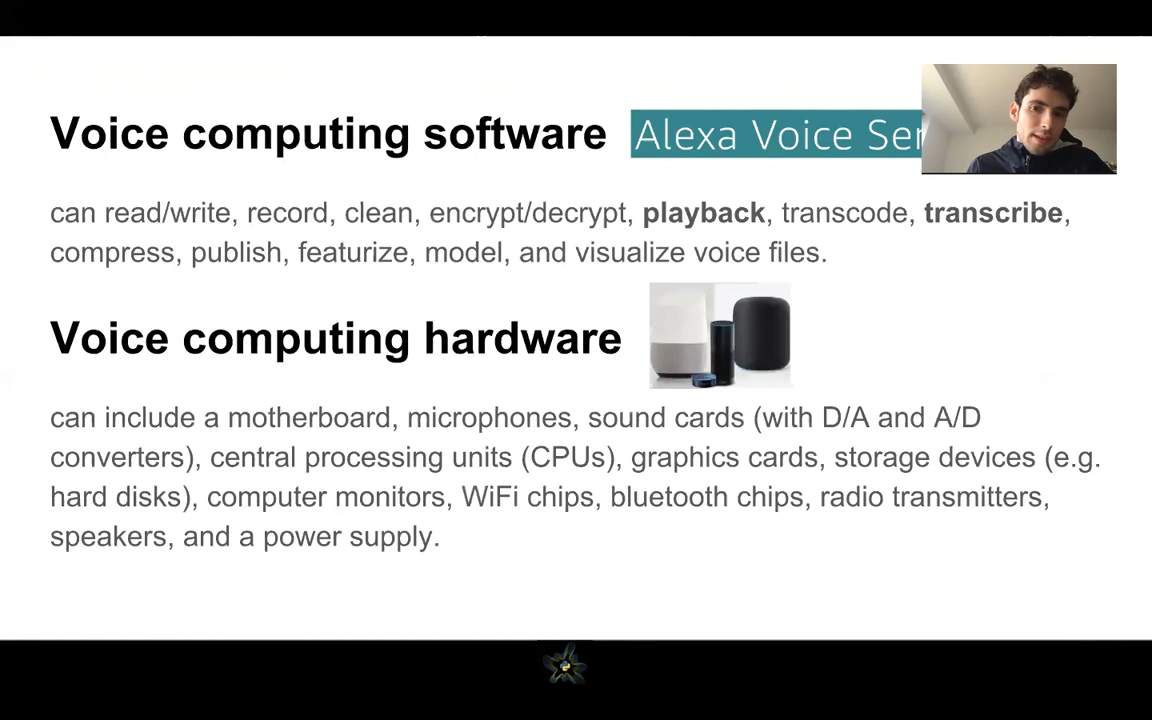 Voice computing software
Alexa Voice Ser
can read/write, record, clean, encrypt/decrypt, playback, transcode, transcribe,
compress, publish, featurize, model, and visualize voice files.
Voice computing hardware
can include a motherboard, microphones, sound cards (with D/A and A/D
converters), central processing units (CPUs), graphics cards, storage devices (e.g.
hard disks), computer monitors, WiFi chips, bluetooth chips, radio transmitters,
speakers, and a power supply.